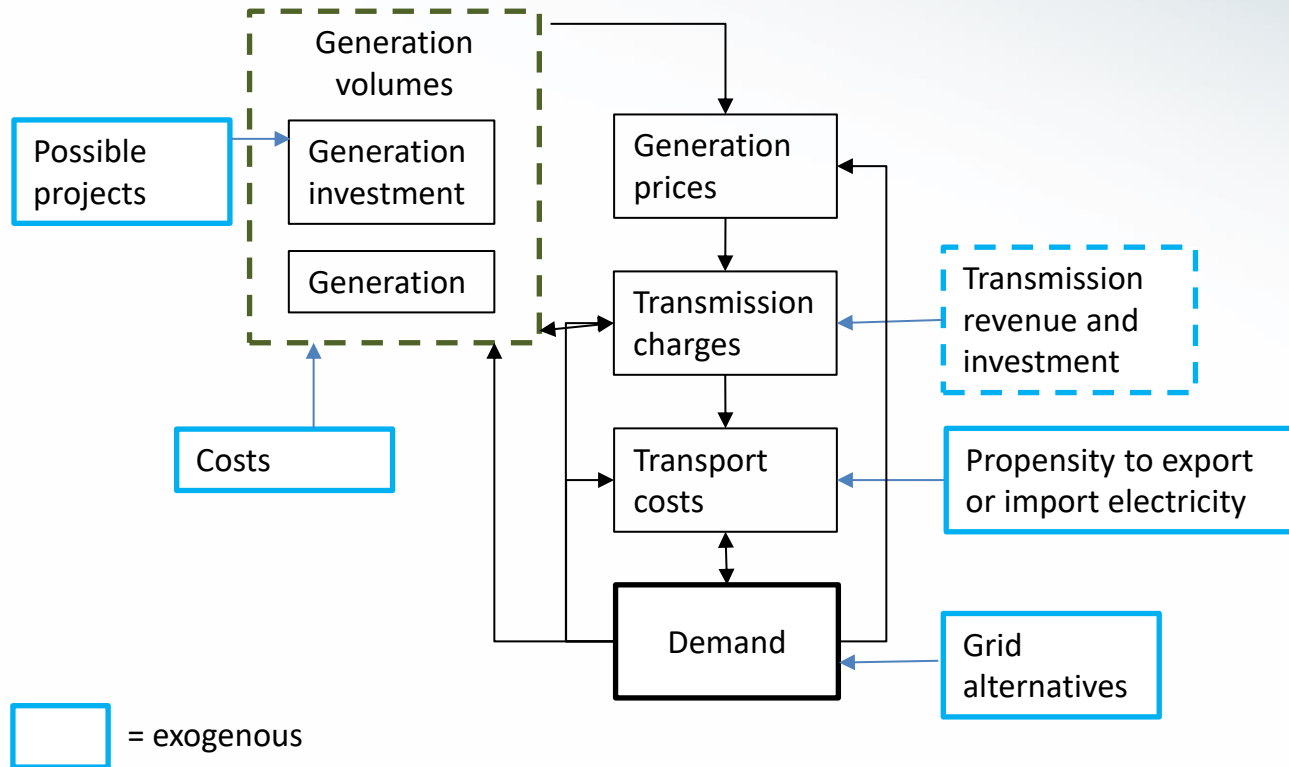 Generation
volumes
Possible
projects
Generation
investment
Generation
Costs
Generation
prices
Transmission
charges
Transmission
revenue and
investment
Transport
costs
Propensity to export
or import electricity
Demand
Grid
alternatives
= exogenous